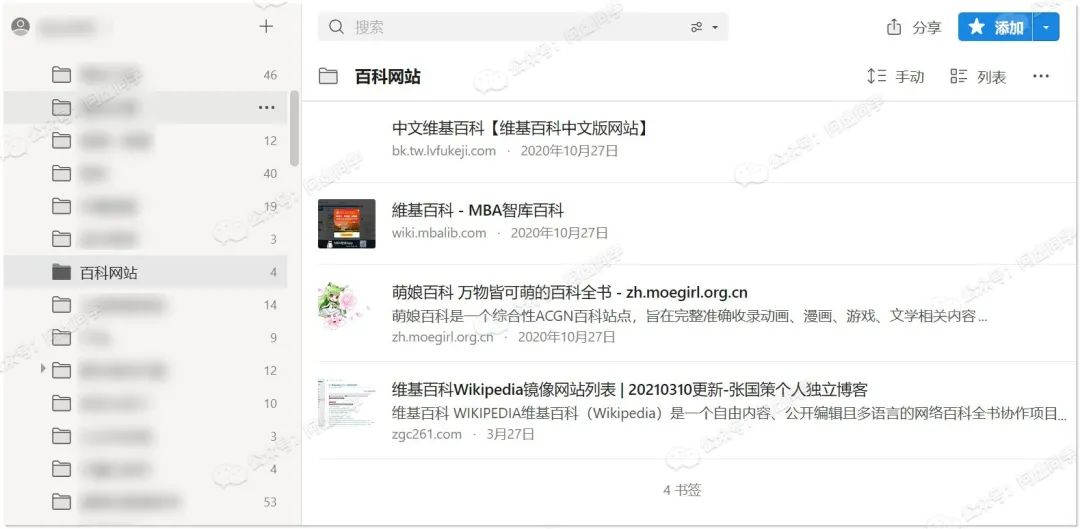 搜索
分享
添加
46
12
40
19
3
百科网站
4
14
9
12
10
3
4
53
百科网站
手动
列表
中文维基百科【维基百科中文版网站】
bk.tw.lvfukeji.com · 2020年10月27日
维基百科 - MBA智库百科
wiki.mbalib.com · 2020年10月27日
萌娘百科 万物皆可萌的百科全书 - zh.moegirl.org.cn
萌娘百科是一个综合性ACGN百科站点，旨在完整准确收录动画、漫画、游戏、文学相关内容...
zh.moegirl.org.cn · 2020年10月27日
维基百科Wikipedia镜像网站列表 | 20210310更新-张国策个人独立博客
维基百科 WIKIPEDIA维基百科（Wikipedia）是一个自由内容、公开编辑且多语言的网络百科全书协作项目...
zgc261.com · 3月27日
4 书签